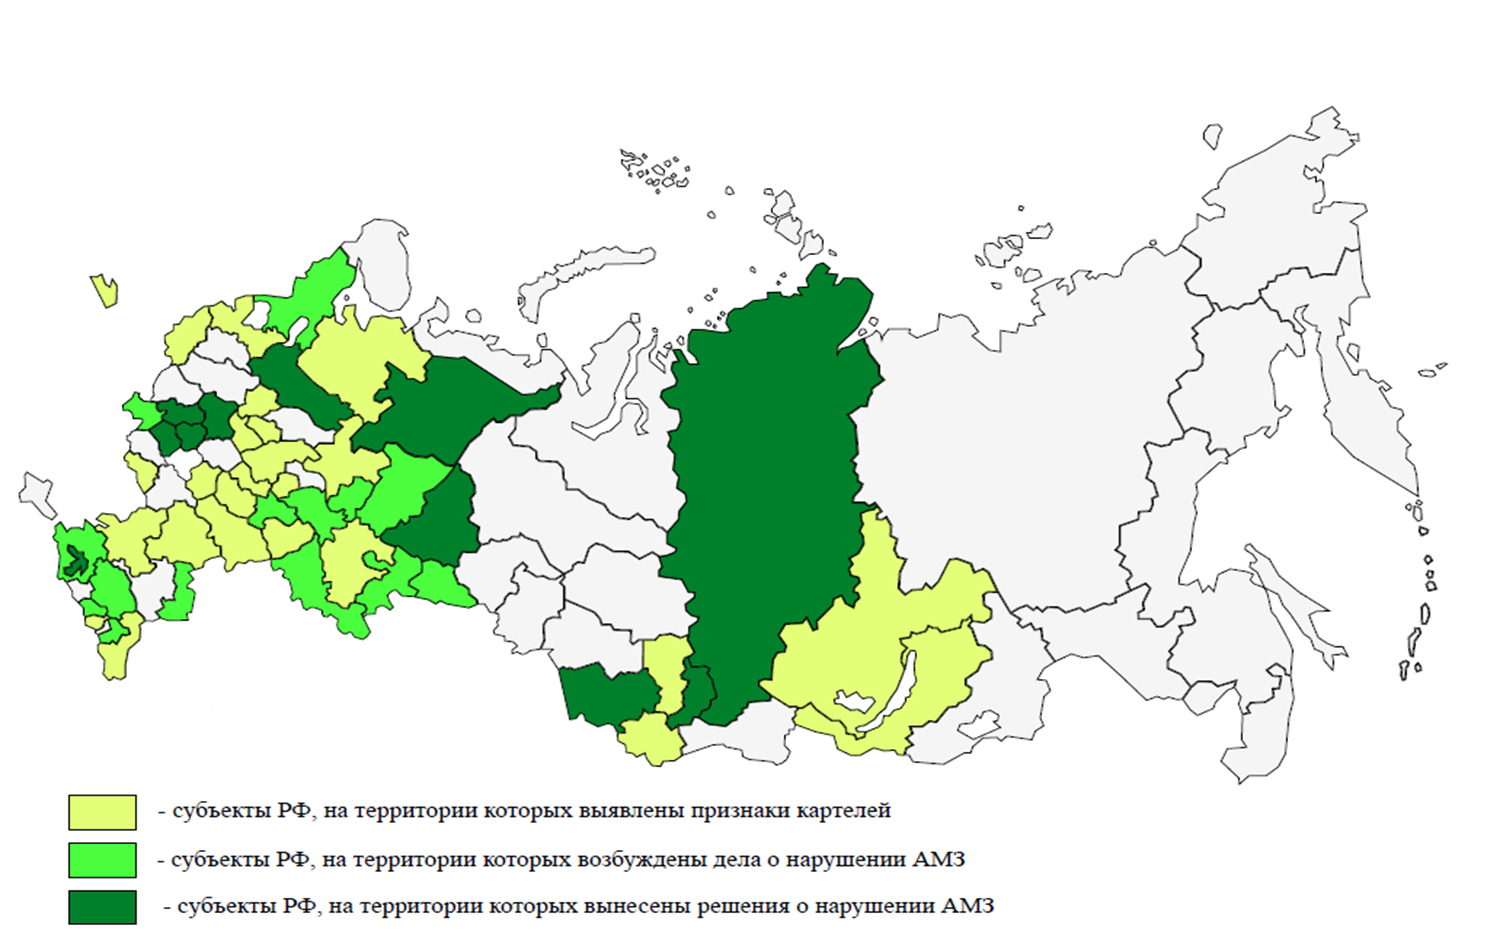 - субъекты РФ, на территории которых выявлены признаки картелей
- субъекты РФ, на территории которых возбуждены дела о нарушении АМЗ
- субъекты РФ, на территории которых вынесены решения о нарушении АМЗ